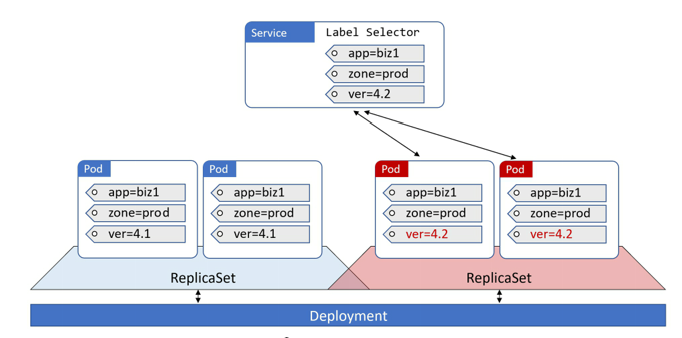 Service
Label Selector
app=biz1
zone=prod
ver=4.2
Pod
app=biz1
zone=prod
ver=4.1
Pod
app=biz1
zone=prod
ver=4.1
Pod
app=biz1
zone=prod
ver=4.2
Pod
app=biz1
zone=prod
ver=4.2
ReplicaSet
ReplicaSet
Deployment